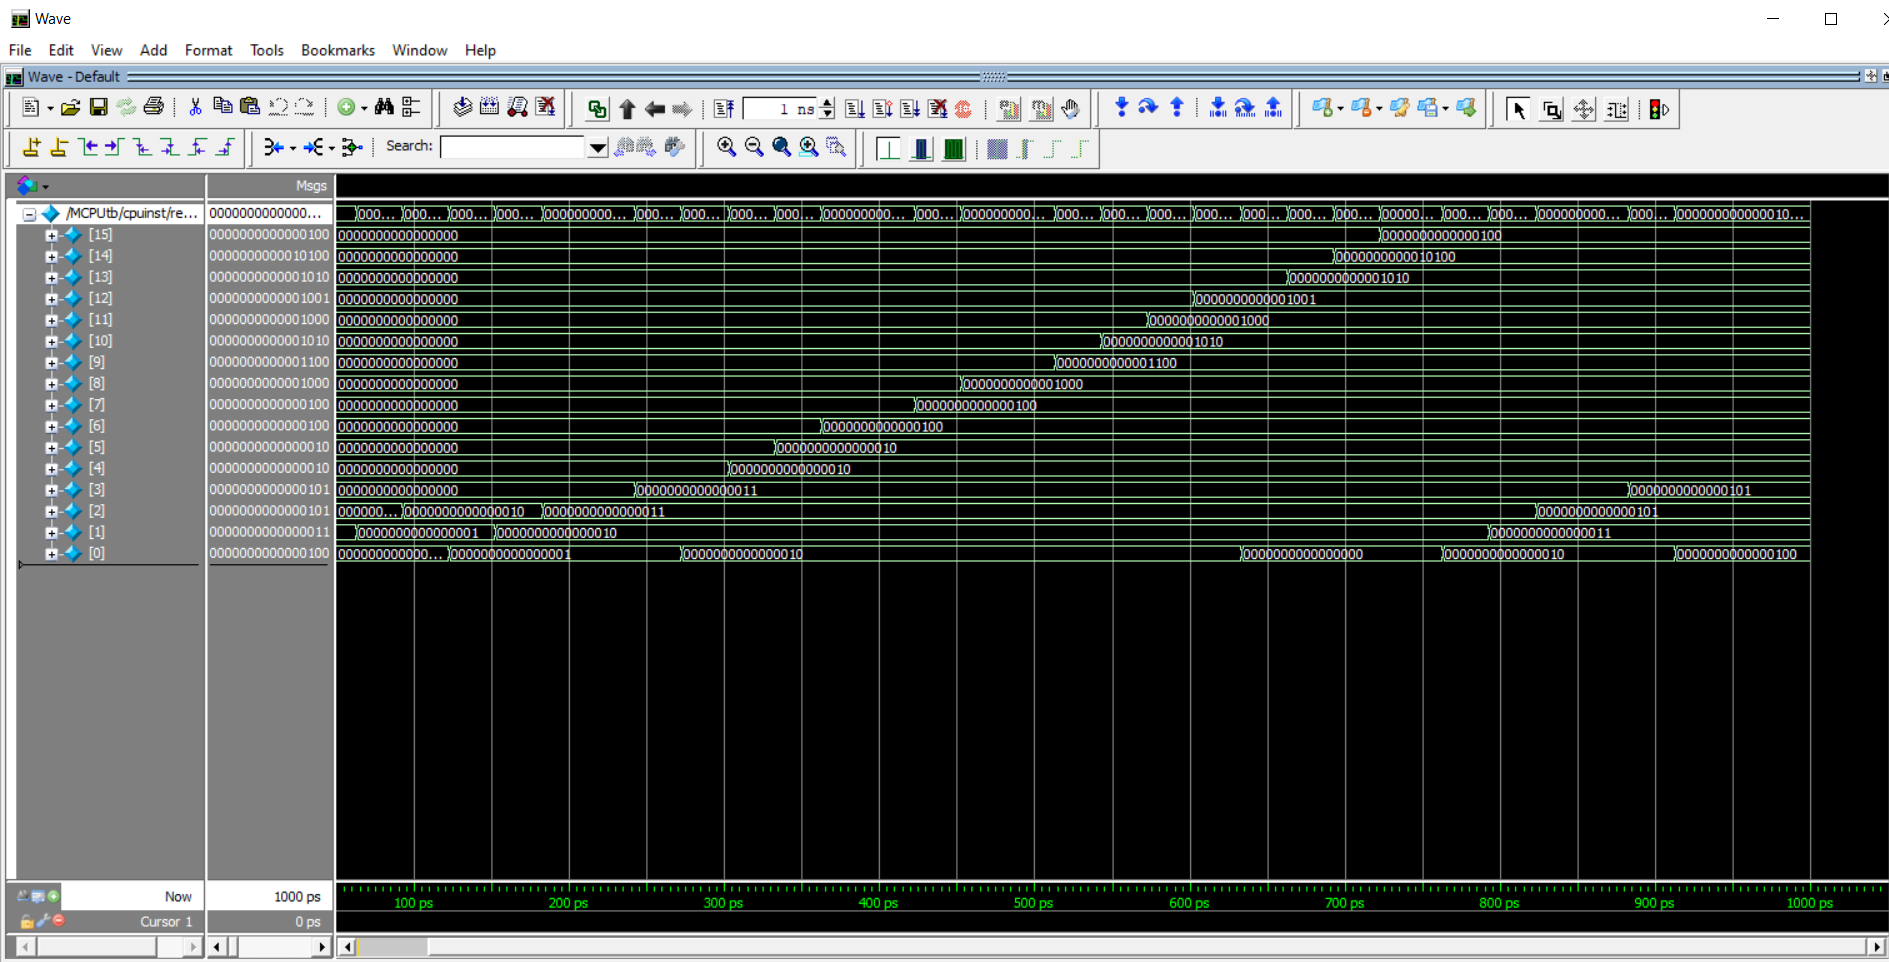 Wave
File Edit View Add Format Tools Bookmarks Window Help
Wave - Default
1 ns
Search:
Msgs
/MCPUtb/cpuinst/re... 0000000000000... 000... 000... 000... 000... 000000000... 000... 000... 000... 000... 000000000... 000... 000000000... 000... 000... 000... 000... 000... 000... 000... 00000... 000... 000... 000000000... 000... 000000000000010...
[15] 0000000000000100 0000000000000000 0000000000000100
[14] 0000000000010100 0000000000000000 0000000000010100
[13] 0000000000001010 0000000000000000 0000000000001010
[12] 0000000000001001 0000000000000000 0000000000001001
[11] 0000000000001000 0000000000000000 0000000000001000
[10] 0000000000001010 0000000000000000 0000000000001010
[9] 0000000000001100 0000000000000000 0000000000001100
[8] 0000000000001000 0000000000000000 0000000000001000
[7] 0000000000000100 0000000000000000 0000000000000100
[6] 0000000000000100 0000000000000000 0000000000000100
[5] 0000000000000010 0000000000000000 0000000000000010
[4] 0000000000000010 0000000000000000 0000000000000010
[3] 0000000000000101 0000000000000000 0000000000000011 0000000000000101
[2] 0000000000000101 000000... 0000000000000010 0000000000000011 0000000000000101
[1] 0000000000000011 0000000000000001 0000000000000010 0000000000000011
[0] 0000000000000100 000000000000... 0000000000000001 0000000000000010 0000000000000000 0000000000000010 0000000000000100
Now 1000 ps
100 ps 200 ps 300 ps 400 ps 500 ps 600 ps 700 ps 800 ps 900 ps 1000 ps
Cursor 1 0 ps